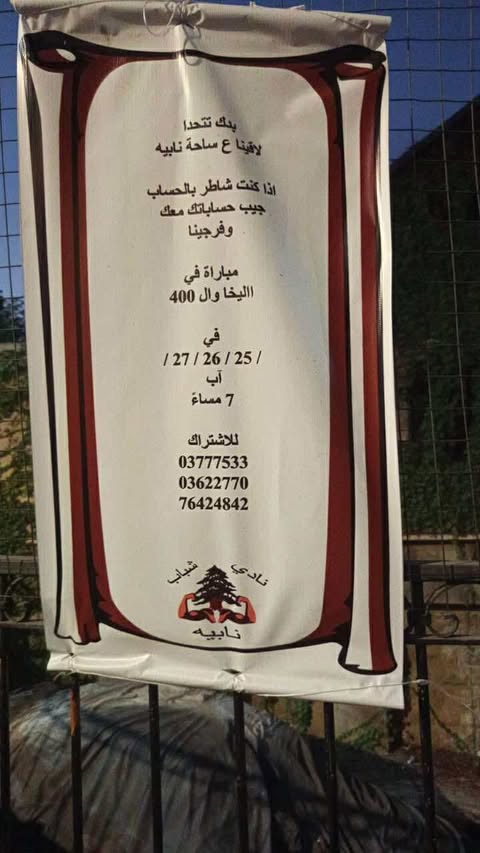 بدك تتحدا
لاقينا ع ساحة نابيه
اذا كنت شاطر بالحساب
جيب حساباتك معك
وفرجينا
مباراة في
االيخا وال 400
في
/ 25 / 26 / 27 /
آب
7 مساءً
للاشتراك
03777533
03622770
76424842
نادي شباب
نابيه